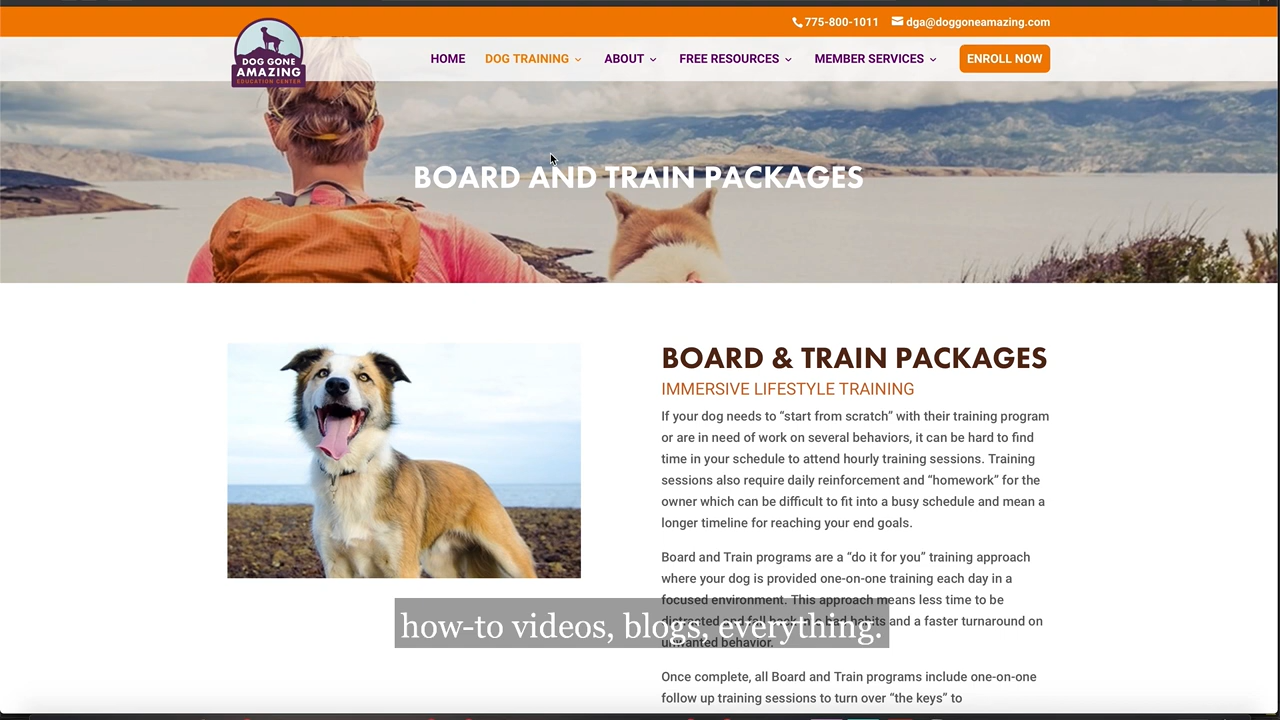 775-800-1011 dga@doggoneamazing.com
DOG GONE
AMAZING
EDUCATION CENTER
HOME DOG TRAINING ABOUT FREE RESOURCES MEMBER SERVICES ENROLL NOW
BOARD AND TRAIN PACKAGES
BOARD & TRAIN PACKAGES
IMMERSIVE LIFESTYLE TRAINING
If your dog needs to “start from scratch” with their training program
or are in need of work on several behaviors, it can be hard to find
time in your schedule to attend hourly training sessions. Training
sessions also require daily reinforcement and “homework” for the
owner which can be difficult to fit into a busy schedule and mean a
longer timeline for reaching your end goals.
Board and Train programs are a “do it for you” training approach
where your dog is provided one-on-one training each day in a
focused environment. This approach means less time to be
distracted and fall back into bad habits and a faster turnaround on
unwanted behavior.
how-to videos, blogs, everything.
Once complete, all Board and Train programs include one-on-one
follow up training sessions to turn over “the keys” to